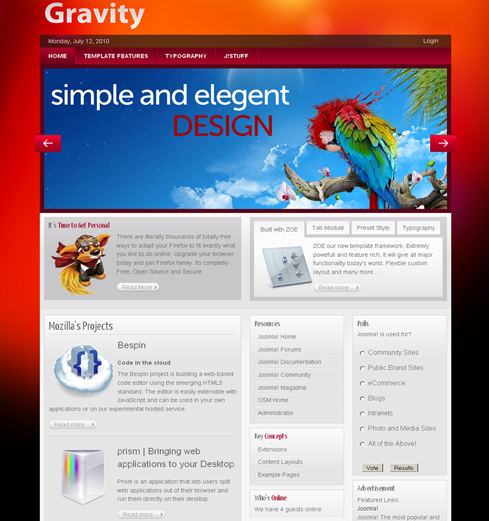 Gravity
Monday, July 12, 2010
Login
HOME
TEMPLATE FEATURES
TYPOGRAPHY
J!STUFF
simple and elegent
DESIGN
It's Time to Get Personal
There are literally thousands of totally free
ways to adapt your Firefox to fit exactly what
you like to do online. Upgrade your browser
today and join Firefox family. Its completly
Free, Open Source and Secure.
Read More
Built with ZOE
Tab Module
Preset Style
Typography
ZOE our new template framework. Extremly
powefull and feature rich, It will give all major
functionality today's world. Flexible custom
layout and many more...
Read more...
Mozilla's Projects
Bespin
Code in the cloud
The Bespin project is building a web-based
code editor using the emerging HTML5
standard. The editor is easily extensible with
JavaScript and can be used in your own
applications or on our experimental hosted service
Read more...
prism | Bringing web
applications to your Desktop
Prism is an application that lets users split
web applications out of their browser and
run them directly on their desktop.
Read more...
Resources
Joomla! Home
Joomla! Forums
Joomla! Documentation
Joomla! Community
Joomla! Magazine
OSM Home
Administrator
Key Concepts
Extensions
Content Layouts
Example Pages
Who's Online
We have 4 guests online
Polls
Joomla! is used for?
Community Sites
Public Brand Sites
eCommerce
Blogs
Intranets
Photo and Media Sites
All of the Above!
Vote
Results
Advertisement
Featured Links:
Joomla!
Joomla! The most popular and